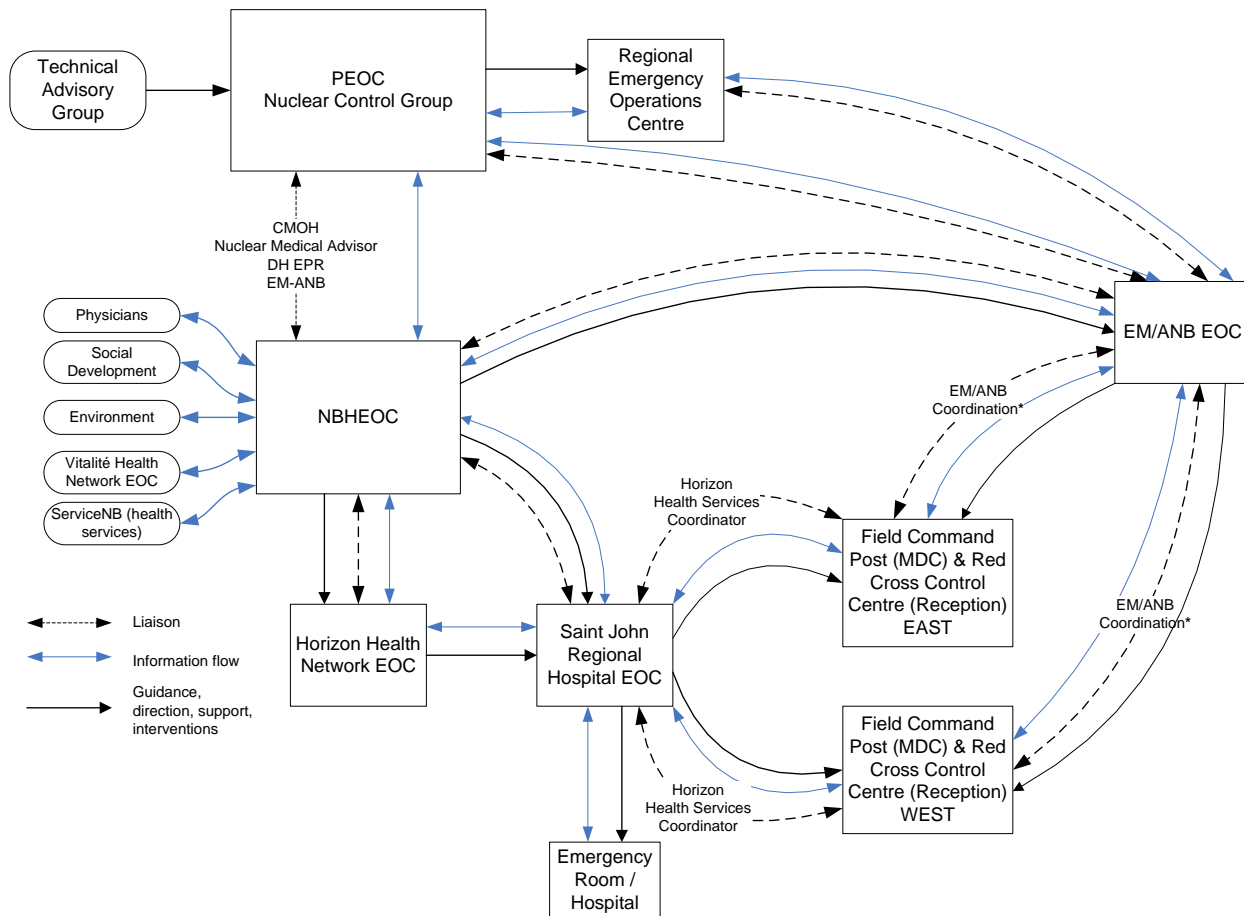 Technical
Advisory
Group
PEOC
Nuclear Control Group
Regional
Emergency
Operations
Centre
CMOH
Nuclear Medical Advisor
DH EPR
EM-ANB
Physicians
Social
Development
Environment
Vitalité Health
Network EOC
ServiceNB (health
services)
NBHEOC
EM/ANB EOC
EM/ANB
Coordination*
Horizon
Health Services
Coordinator
Field Command
Post (MDC) & Red
Cross Control
Centre (Reception)
EAST
EM/ANB
Coordination*
Liaison
Information flow
Guidance,
direction, support,
interventions
Horizon Health
Network EOC
Saint John
Regional
Hospital EOC
Field Command
Post (MDC) & Red
Cross Control
Centre (Reception)
WEST
Horizon
Health Services
Coordinator
Emergency
Room /
Hospital